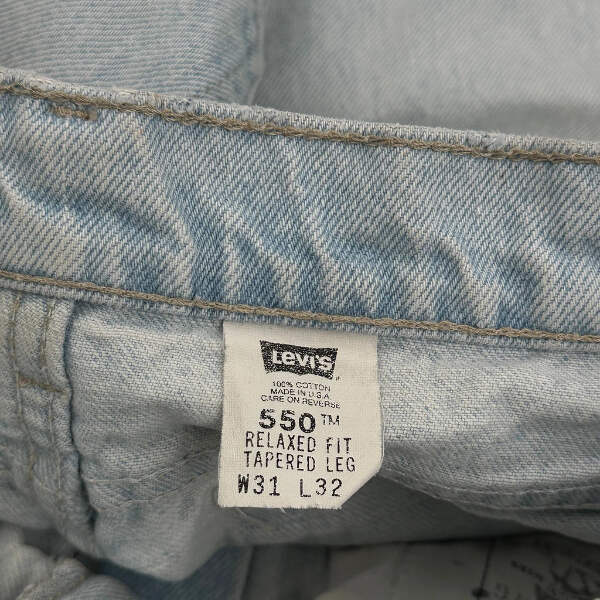 Levi's
100% COTTON
MADE IN U.S.A.
CARE ON REVERSE
550™
RELAXED FIT
TAPERED LEG
W31 L32